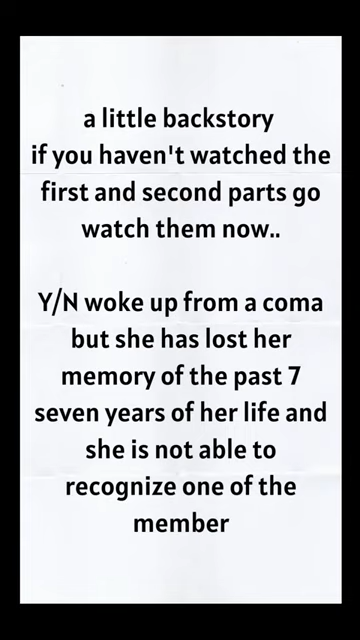 a little backstory
if you haven't watched the
first and second parts go
watch them now..
Y/N woke up from a coma
but she has lost her
memory of the past 7
seven years of her life and
she is not able to
recognize one of the
member